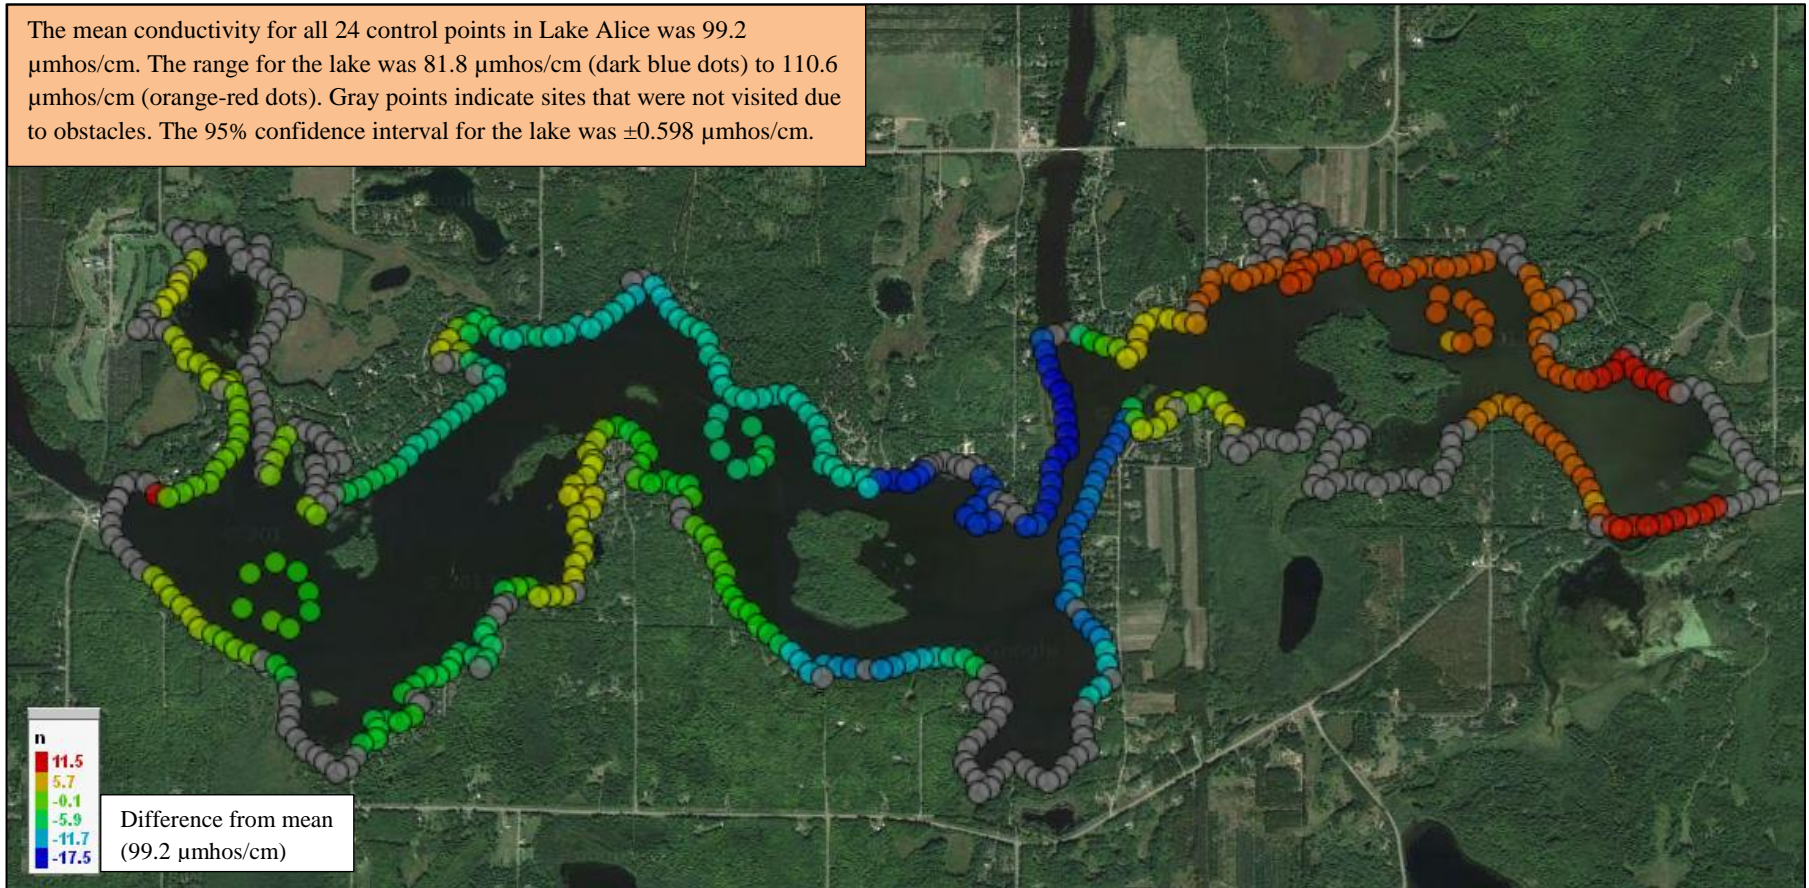 The mean conductivity for all 24 control points in Lake Alice was 99.2
µmhos/cm. The range for the lake was 81.8 µmhos/cm (dark blue dots) to 110.6
µmhos/cm (orange-red dots). Gray points indicate sites that were not visited due
to obstacles. The 95% confidence interval for the lake was ±0.598 µmhos/cm.
n
11.5
5.7
-0.1
-5.9
-11.7
-17.5
Difference from mean
(99.2 µmhos/cm)